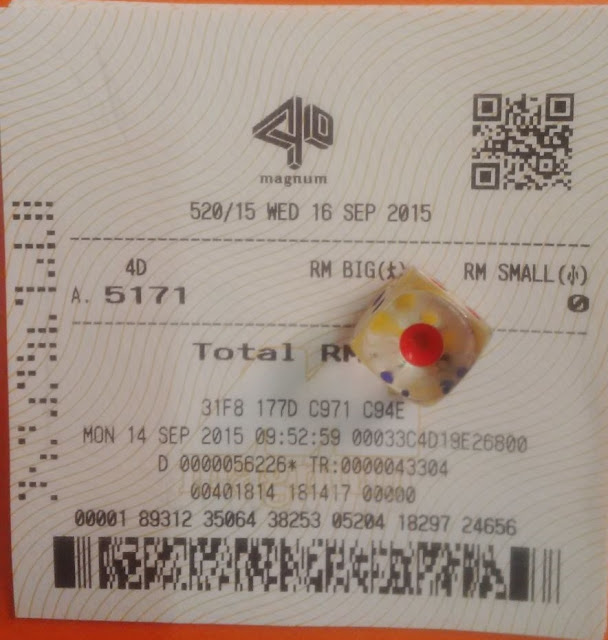 4D
magnum
520/15 WED 16 SEP 2015
4D RM BIG(大) RM SMALL(小)
A. 5171 0
Total RM
31F8 177D C971 C94E
MON 14 SEP 2015 09:52:59 00033C4D19E26800
D 0000056226* TR:0000043304
00401814 181417 00000
00001 89312 35064 38253 05204 18297 24656